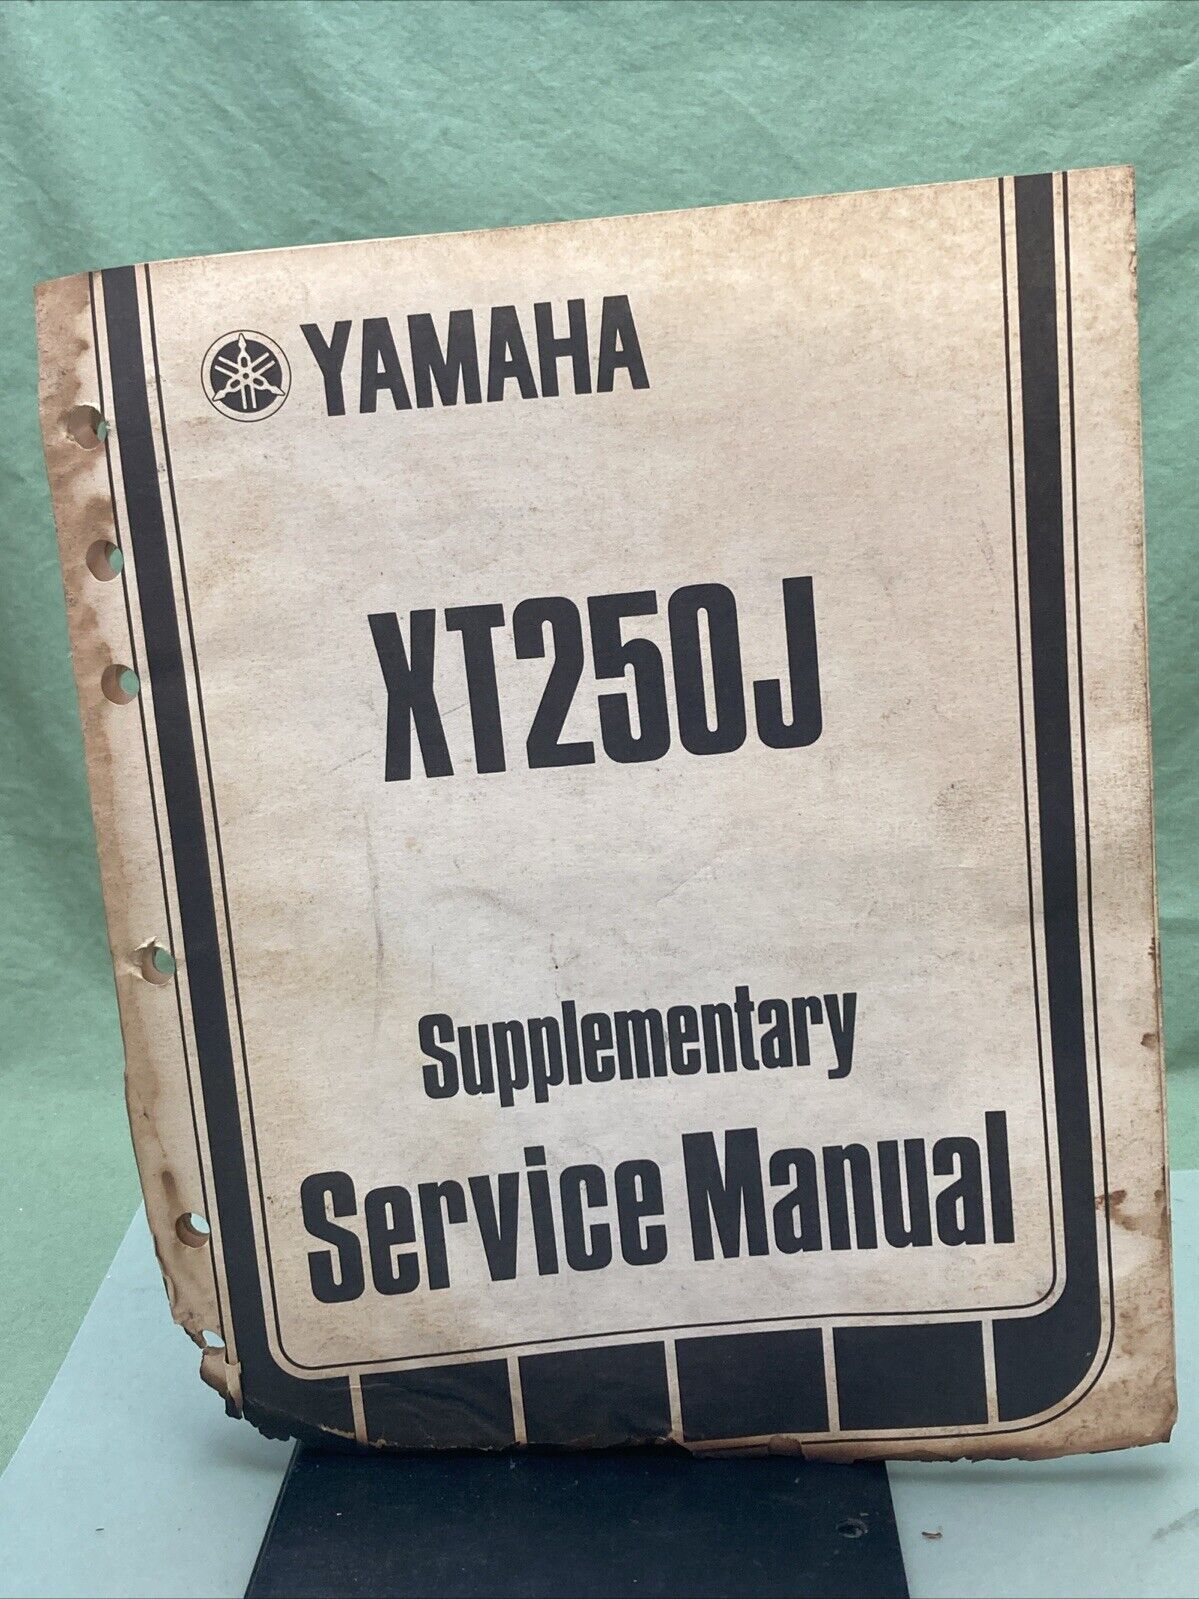 YAMAHA
XT250J
Supplementary
Service Manual